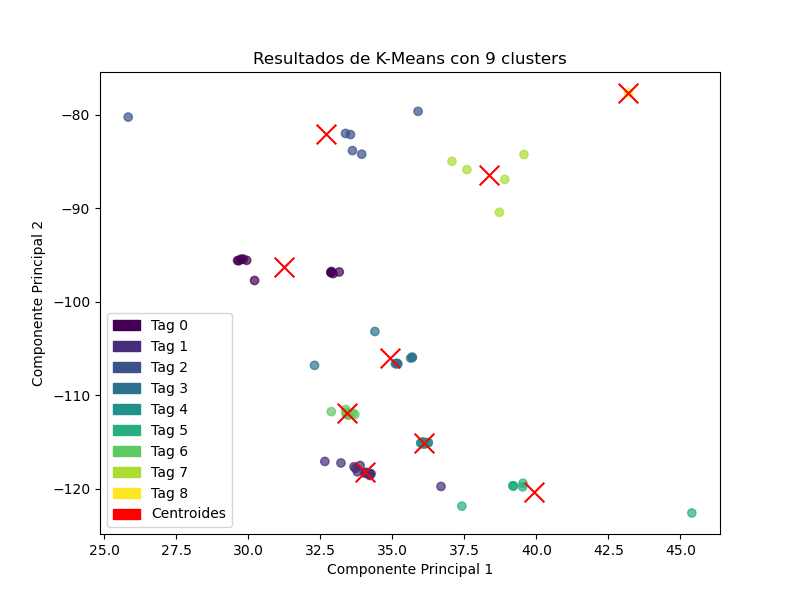 Resultados de K-Means con 9 clusters
Componente Principal 2
−80
−90
−100
−110
−120
Tag 0
Tag 1
Tag 2
Tag 3
Tag 4
Tag 5
Tag 6
Tag 7
Tag 8
Centroides
25.0 27.5 30.0 32.5 35.0 37.5 40.0 42.5 45.0
Componente Principal 1